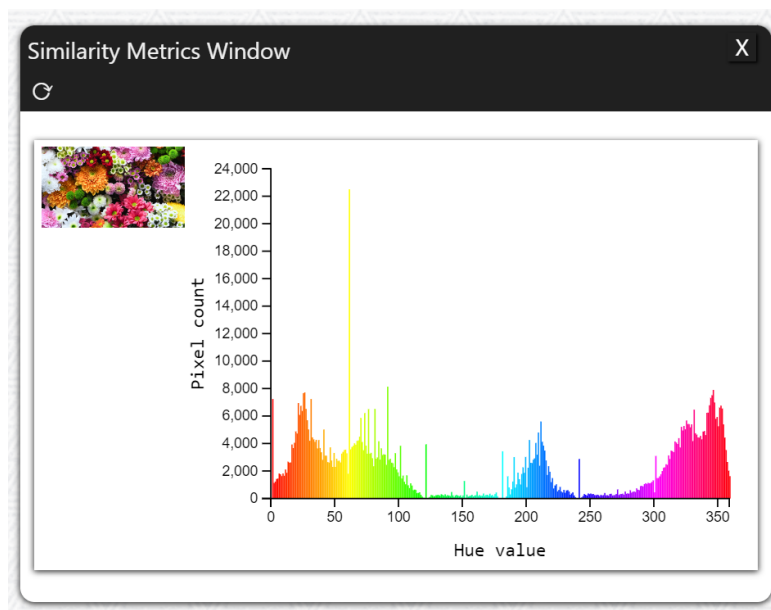 Similarity Metrics Window
X
24,000
22,000
20,000
18,000
16,000
14,000
12,000
10,000
8,000
6,000
4,000
2,000
0
Pixel count
0 50 100 150 200 250 300 350
Hue value